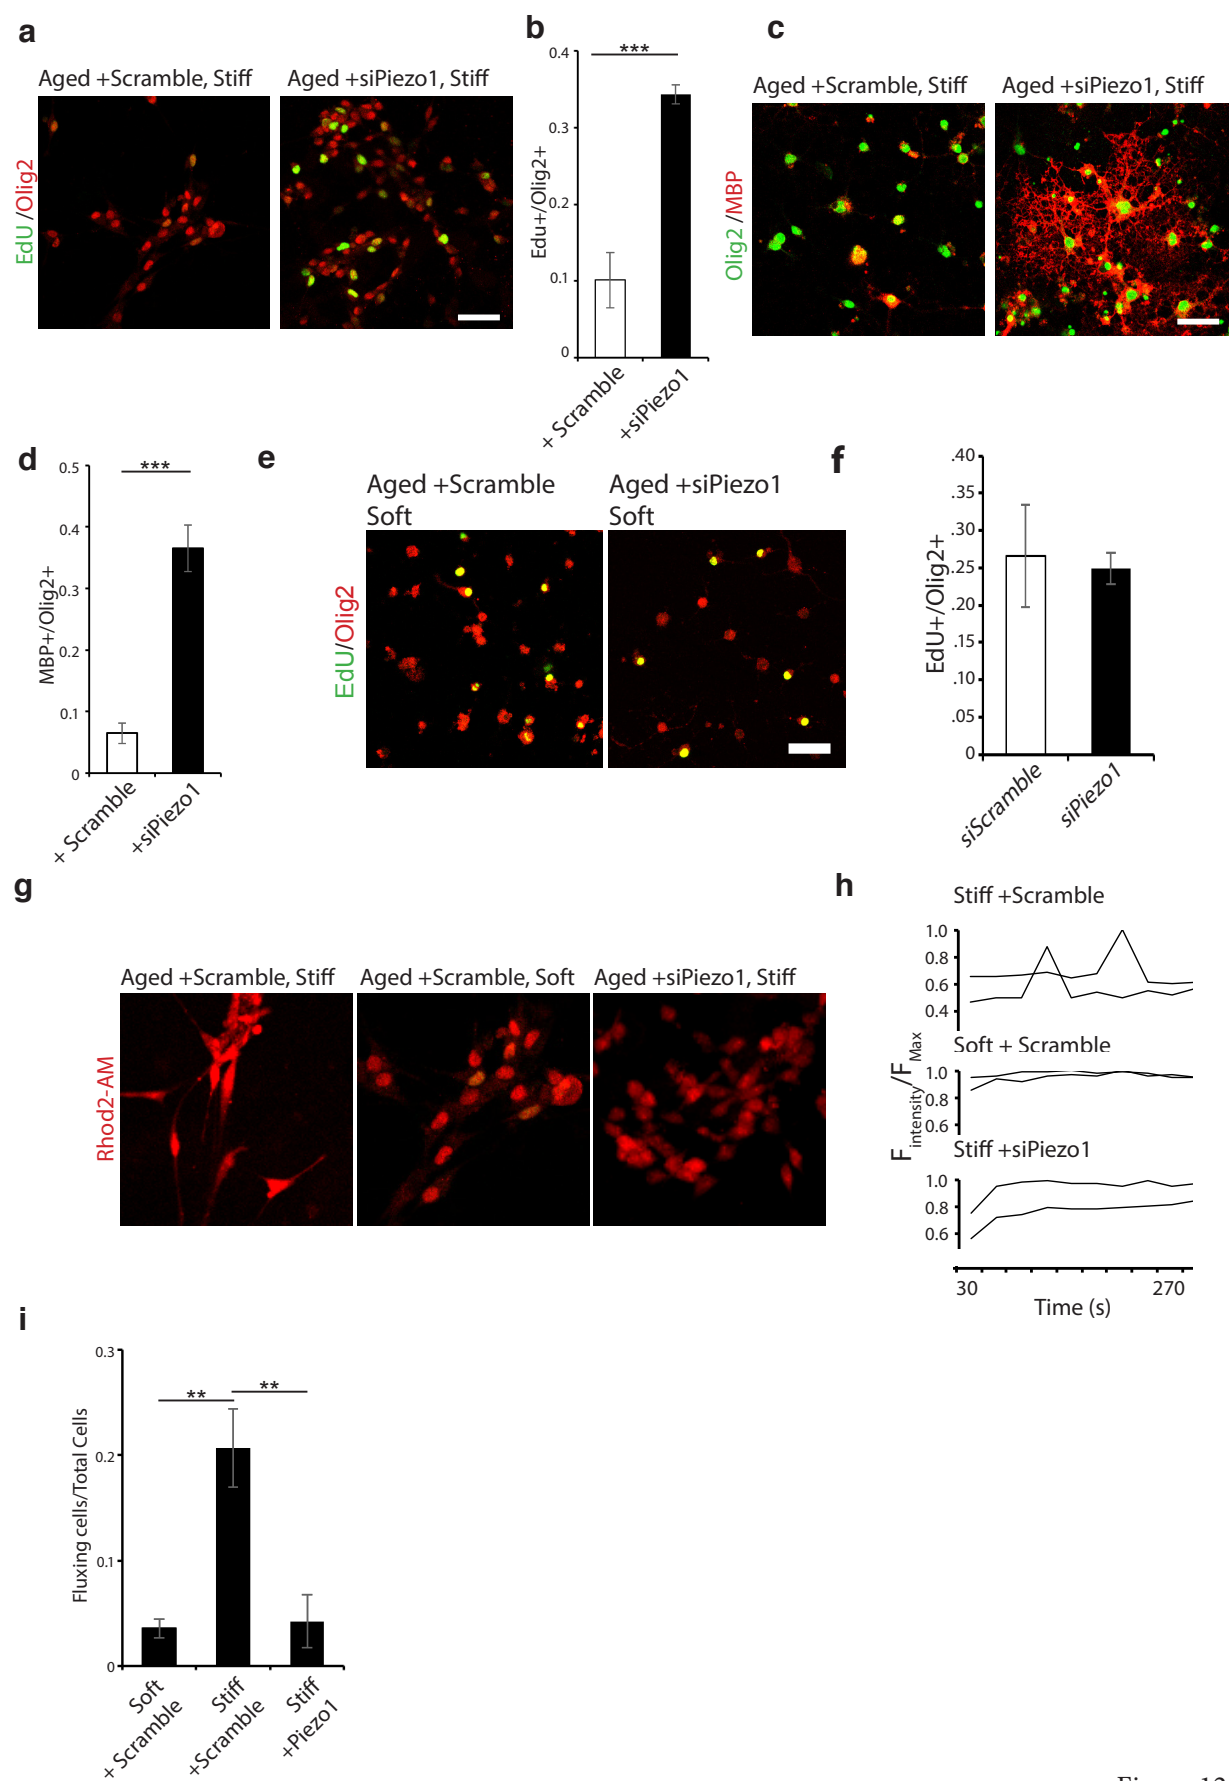 a
Aged +Scramble, Stiff
Aged +siPiezo1, Stiff
EdU /Olig2
b
***
0.4
0.3
0.2
0.1
0
Edu+/Olig2+
+ Scramble
+siPiezo1
c
Aged +Scramble, Stiff
Aged +siPiezo1, Stiff
Olig2 /MBP
d
***
0.5
0.4
0.3
0.2
0.1
0
MBP+/Olig2+
+ Scramble
+siPiezo1
e
Aged +Scramble
Soft
Aged +siPiezo1
Soft
EdU/Olig2
f
.40
.35
.30
.25
.20
.15
.10
.05
0
EdU+/Olig2+
siScramble
siPiezo1
g
Aged +Scramble, Stiff
Aged +Scramble, Soft
Aged +siPiezo1, Stiff
Rhod2-AM
h
Stiff +Scramble
1.0
0.6
0.4
Soft + Scramble
1.0
0.8
0.6
Stiff +siPiezo1
1.0
0.8
0.6
Fintensity/FMax
30
270
Time (s)
i
0.3
0.2
0.1
0
**
**
Fluxing cells/Total Cells
Soft
+ Scramble
Stiff
+Scramble
Stiff
+Piezo1